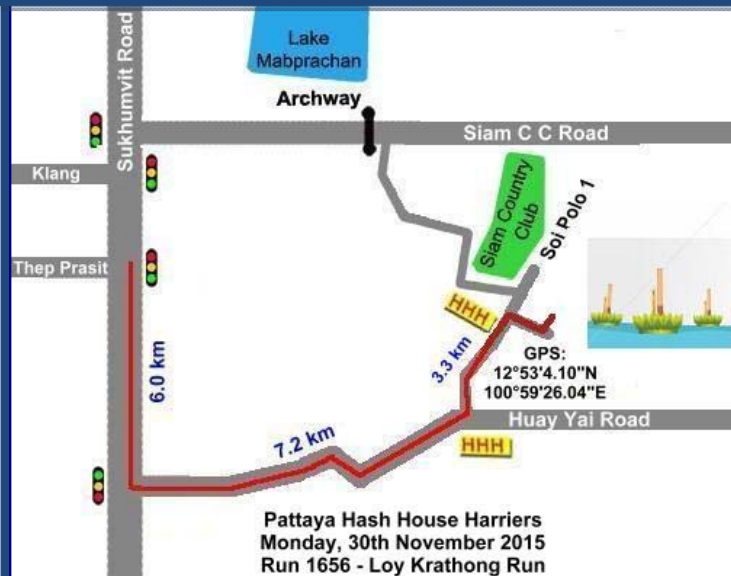 Lake
Mabprachan
Archway
Sukhumvit Road
Siam C C Road
Klang
Siam Country
Club
Soi Polo 1
Thep Prasit
HHH
3.3 km
GPS:
12°53'4.10"N
100°59'26.04"E
6.0 km
Huay Yai Road
7.2 km
HHH
Pattaya Hash House Harriers
Monday, 30th November 2015
Run 1656 - Loy Krathong Run